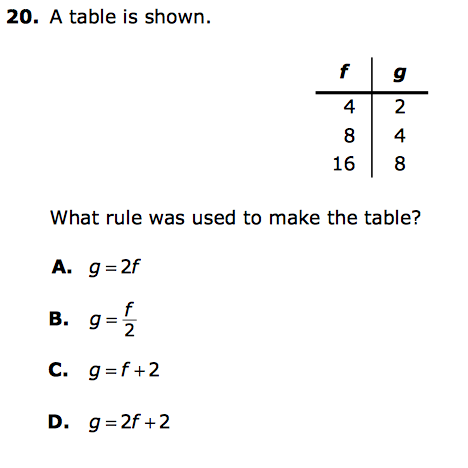 20. A table is shown.
f g
4 2
8 4
16 8
What rule was used to make the table?
A. g = 2f
B. g = f/2
C. g = f + 2
D. g = 2f + 2